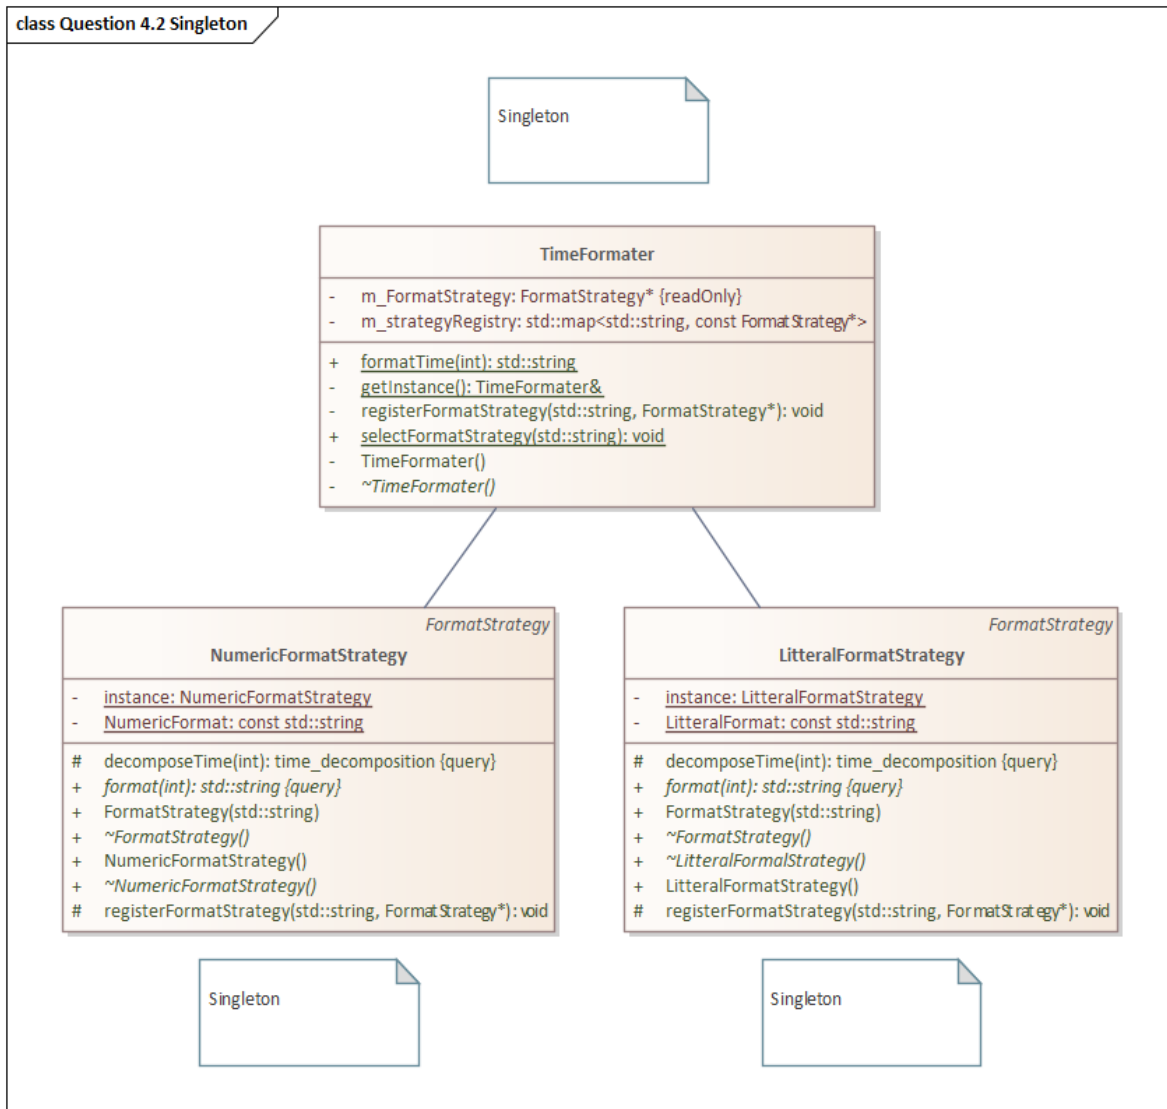 class Question 4.2 Singleton
Singleton
TimeFormater
- m_FormatStrategy: FormatStrategy* {readOnly}
- m_strategyRegistry: std::map<std::string, const FormatStrategy*>
+ formatTime(int): std::string
- getInstance(): TimeFormater&
- registerFormatStrategy(std::string, FormatStrategy*): void
+ selectFormatStrategy(std::string): void
- TimeFormater()
- ~TimeFormater()
FormatStrategy
NumericFormatStrategy
- instance: NumericFormatStrategy
- NumericFormat: const std::string
# decomposeTime(int): time_decomposition {query}
+ format(int): std::string {query}
+ FormatStrategy(std::string)
+ ~FormatStrategy()
+ NumericFormatStrategy()
+ ~NumericFormatStrategy()
# registerFormatStrategy(std::string, FormatStrategy*): void
Singleton
FormatStrategy
LitteralFormatStrategy
- instance: LitteralFormatStrategy
- LitteralFormat: const std::string
# decomposeTime(int): time_decomposition {query}
+ format(int): std::string {query}
+ FormatStrategy(std::string)
+ ~FormatStrategy()
+ ~LitteralFormalStrategy()
+ LitteralFormatStrategy()
# registerFormatStrategy(std::string, FormatStrategy*): void
Singleton